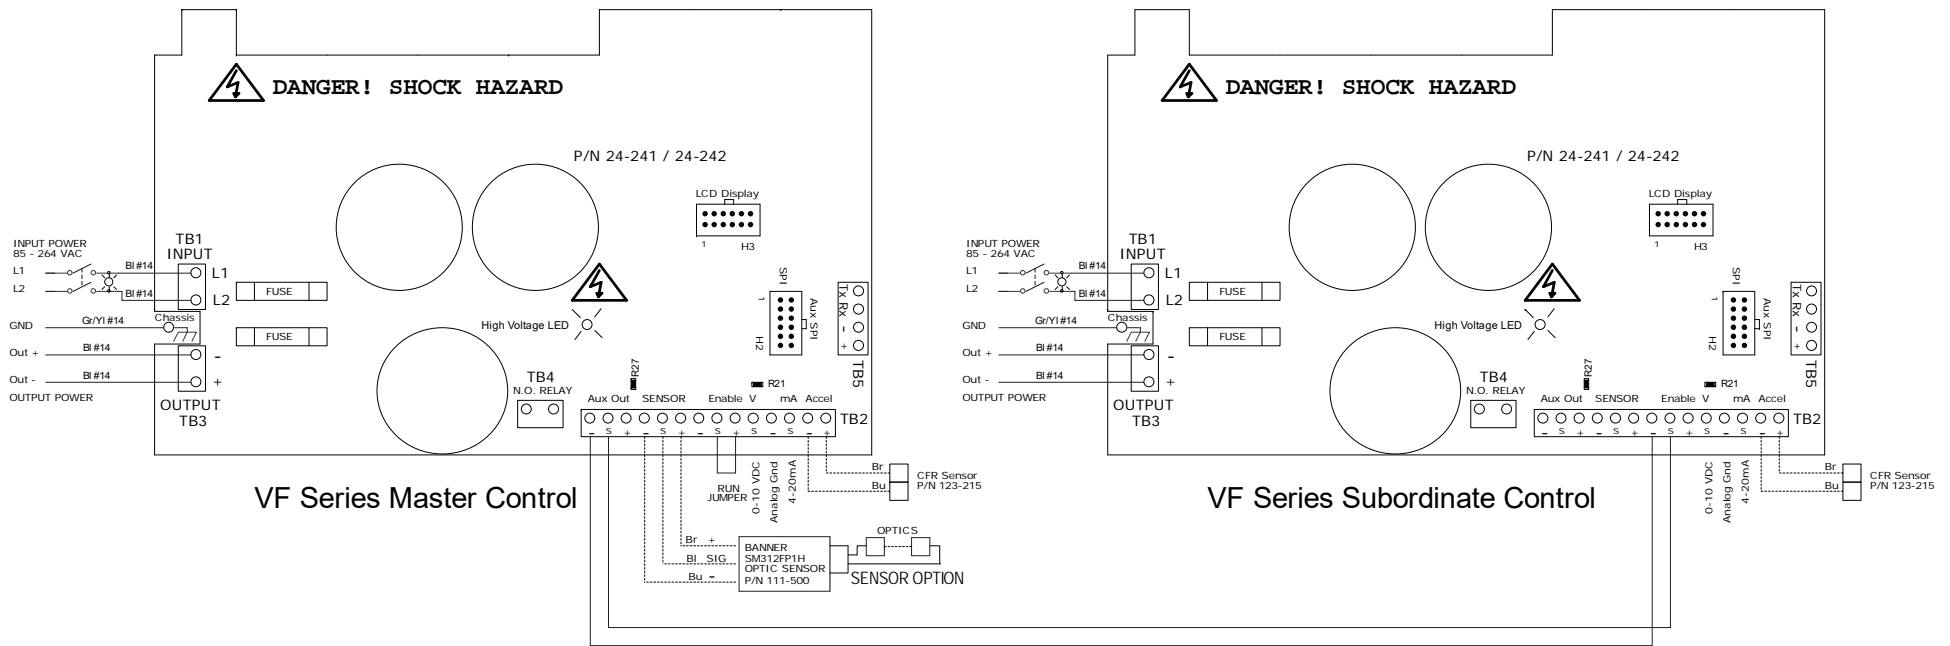 DANGER! SHOCK HAZARD
P/N 24-241 / 24-242
LCD Display
1 H3
INPUT POWER
85 - 264 VAC
L1
L2
Bl#14
Bl#14
TB1
INPUT
L1
L2
FUSE
Chassis
GND
Gr/Yl#14
FUSE
Out +
Bl#14
-
Out -
Bl#14
+
OUTPUT POWER
OUTPUT
TB3
High Voltage LED
SPI
1
Aux SPI
H2
Tx Rx - +
TB5
TB4
N.O. RELAY
R27
R21
Aux Out SENSOR Enable V mA Accel
- S + - S + - S + S - S - +
TB2
RUN
JUMPER
0-10 VDC
Analog Gnd
4-20mA
Br
Bu
CFR Sensor
P/N 123-215
VF Series Master Control
Br +
Bl SIG
Bu -
BANNER
SM312FP1H
OPTIC SENSOR
P/N 111-500
OPTICS
SENSOR OPTION
DANGER! SHOCK HAZARD
P/N 24-241 / 24-242
LCD Display
1 H3
INPUT POWER
85 - 264 VAC
L1
L2
Bl#14
Bl#14
TB1
INPUT
L1
L2
FUSE
Chassis
GND
Gr/Yl#14
FUSE
Out +
Bl#14
-
Out -
Bl#14
+
OUTPUT POWER
OUTPUT
TB3
High Voltage LED
SPI
1
Aux SPI
H2
Tx Rx - +
TB5
TB4
N.O. RELAY
R27
R21
Aux Out SENSOR Enable V mA Accel
- S + - S + - S + S - S - +
TB2
0-10 VDC
Analog Gnd
4-20mA
Br
Bu
CFR Sensor
P/N 123-215
VF Series Subordinate Control